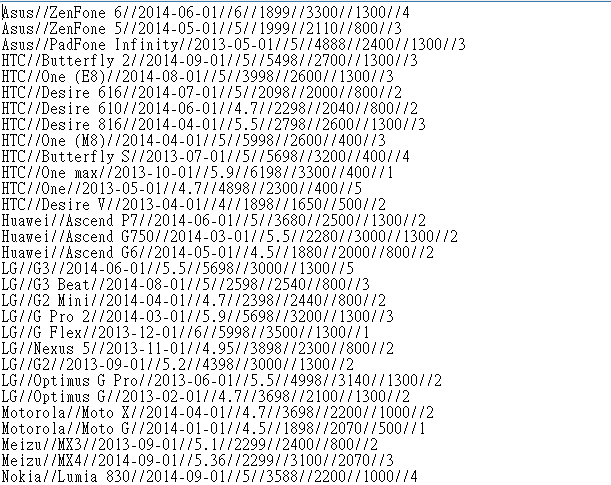 Asus//ZenFone 6//2014-06-01//6//1899//3300//1300//4
Asus//ZenFone 5//2014-05-01//5//1999//2110//800//3
Asus//PadFone Infinity//2013-05-01//5//4888//2400//1300//3
HTC//Butterfly 2//2014-09-01//5//5498//2700//1300//3
HTC//One (E8)//2014-08-01//5//3998//2600//1300//3
HTC//Desire 616//2014-07-01//5//2098//2000//800//2
HTC//Desire 610//2014-06-01//4.7//2298//2040//800//2
HTC//Desire 816//2014-04-01//5.5//2798//2600//1300//3
HTC//One (M8)//2014-04-01//5//5998//2600//400//3
HTC//Butterfly S//2013-07-01//5//5698//3200//400//4
HTC//One max//2013-10-01//5.9//6198//3300//400//1
HTC//One//2013-05-01//4.7//4898//2300//400//5
HTC//Desire V//2013-04-01//4//1898//1650//500//2
Huawei//Ascend P7//2014-06-01//5//3680//2500//1300//2
Huawei//Ascend G750//2014-03-01//5.5//2280//3000//1300//2
Huawei//Ascend G6//2014-05-01//4.5//1880//2000//800//2
LG//G3//2014-06-01//5.5//5698//3000//1300//5
LG//G3 Beat//2014-08-01//5//2598//2540//800//3
LG//G2 Mini//2014-04-01//4.7//2398//2440//800//2
LG//G Pro 2//2014-03-01//5.9//5698//3200//1300//3
LG//G Flex//2013-12-01//6//5998//3500//1300//1
LG//Nexus 5//2013-11-01//4.95//3898//2300//800//2
LG//G2//2013-09-01//5.2//4398//3000//1300//2
LG//Optimus G Pro//2013-06-01//5.5//4998//3140//1300//2
LG//Optimus G//2013-02-01//4.7//3698//2100//1300//2
Motorola//Moto X//2014-04-01//4.7//3698//2200//1000//2
Motorola//Moto G//2014-01-01//4.5//1898//2070//500//1
Meizu//MX3//2013-09-01//5.1//2299//2400//800//2
Meizu//MX4//2014-09-01//5.36//2299//3100//2070//3
Nokia//Lumia 830//2014-09-01//5//3588//2200//1000//4